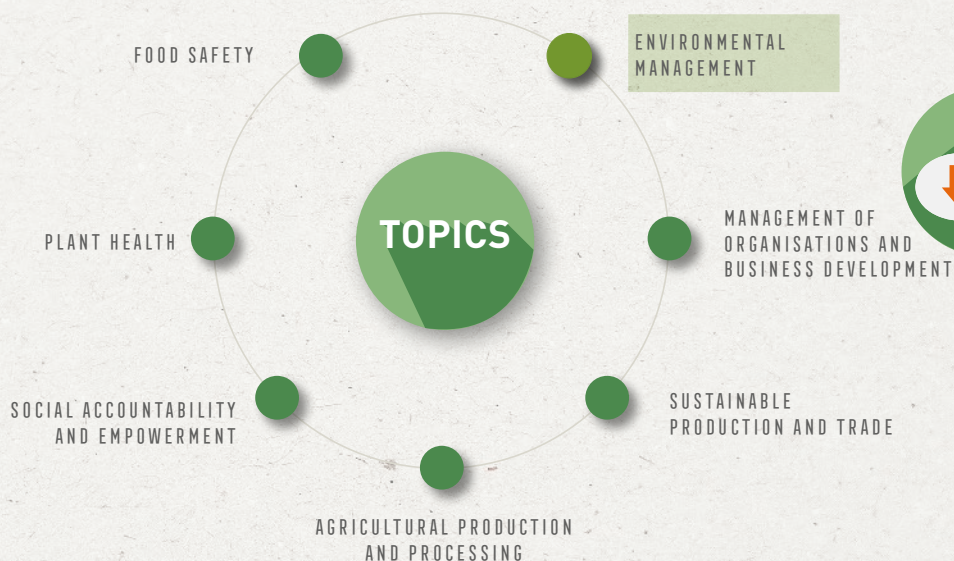 FOOD SAFETY
ENVIRONMENTAL
MANAGEMENT
TOPICS
PLANT HEALTH
MANAGEMENT OF
ORGANISATIONS AND
BUSINESS DEVELOPMENT
SOCIAL ACCOUNTABILITY
AND EMPOWERMENT
SUSTAINABLE
PRODUCTION AND TRADE
AGRICULTURAL PRODUCTION
AND PROCESSING